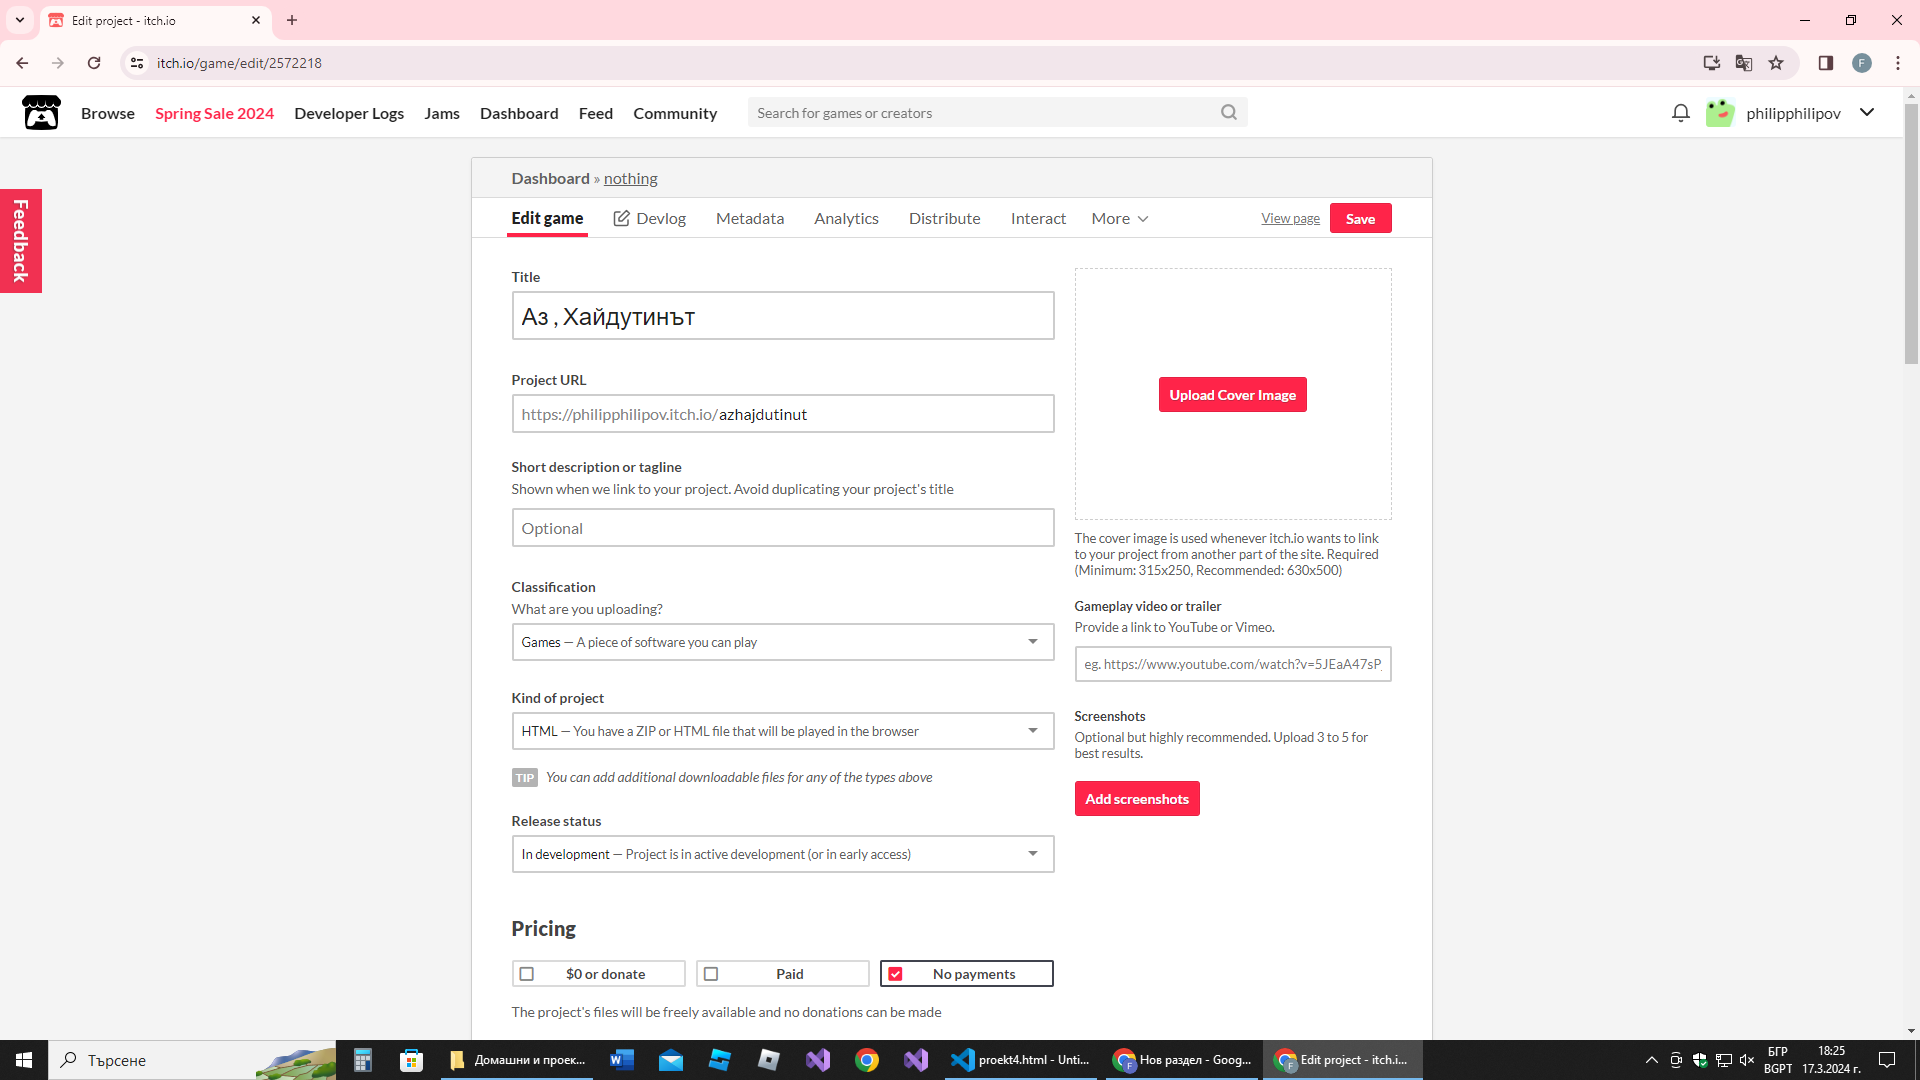 Edit project - itch.io
itch.io/game/edit/2572218
F
Browse
Spring Sale 2024
Developer Logs
Jams
Dashboard
Feed
Community
Search for games or creators
philipphilipov
Feedback
Dashboard » nothing
Edit game
Devlog
Metadata
Analytics
Distribute
Interact
More
View page
Save
Title
Аз , Хайдутинът
Project URL
https://philipphilipov.itch.io/azhajdutinut
Short description or tagline
Shown when we link to your project. Avoid duplicating your project's title
Optional
Classification
What are you uploading?
Games — A piece of software you can play
Kind of project
HTML — You have a ZIP or HTML file that will be played in the browser
TIP You can add additional downloadable files for any of the types above
Release status
In development — Project is in active development (or in early access)
Pricing
$0 or donate
Paid
No payments
The project's files will be freely available and no donations can be made
Upload Cover Image
The cover image is used whenever itch.io wants to link
to your project from another part of the site. Required
(Minimum: 315x250, Recommended: 630x500)
Gameplay video or trailer
Provide a link to YouTube or Vimeo.
eg. https://www.youtube.com/watch?v=5JEaA47sP
Screenshots
Optional but highly recommended. Upload 3 to 5 for
best results.
Add screenshots
Търсене
Домашни и проек...
proekt4.html - Unti...
Нов раздел - Goog...
Edit project - itch.i...
БГР
BGPT
18:25
17.3.2024 г.